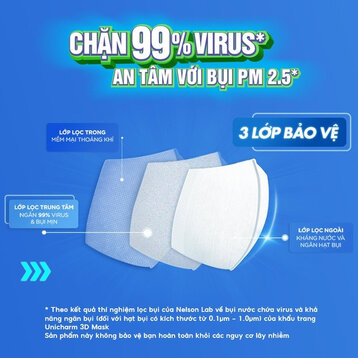 CHẶN 99% VIRUS*
AN TÂM VỚI BỤI PM 2.5*
LỚP LỌC TRONG
MỀM MẠI THOÁNG KHÍ
3 LỚP BẢO VỆ
LỚP LỌC TRUNG TÂM
NGĂN 99% VIRUS
& BỤI MỊN
LỚP LỌC NGOÀI
KHÁNG NƯỚC VÀ
NGĂN HẠT BỤI
* Theo kết quả thí nghiệm lọc bụi của Nelson Lab về bụi nước chứa virus và khả
năng ngăn bụi (đối với hạt bụi có kích thước từ 0.1μm - 1.0μm) của khẩu trang
Unicharm 3D Mask
Sản phẩm này không bảo vệ bạn hoàn toàn khỏi các nguy cơ lây nhiễm